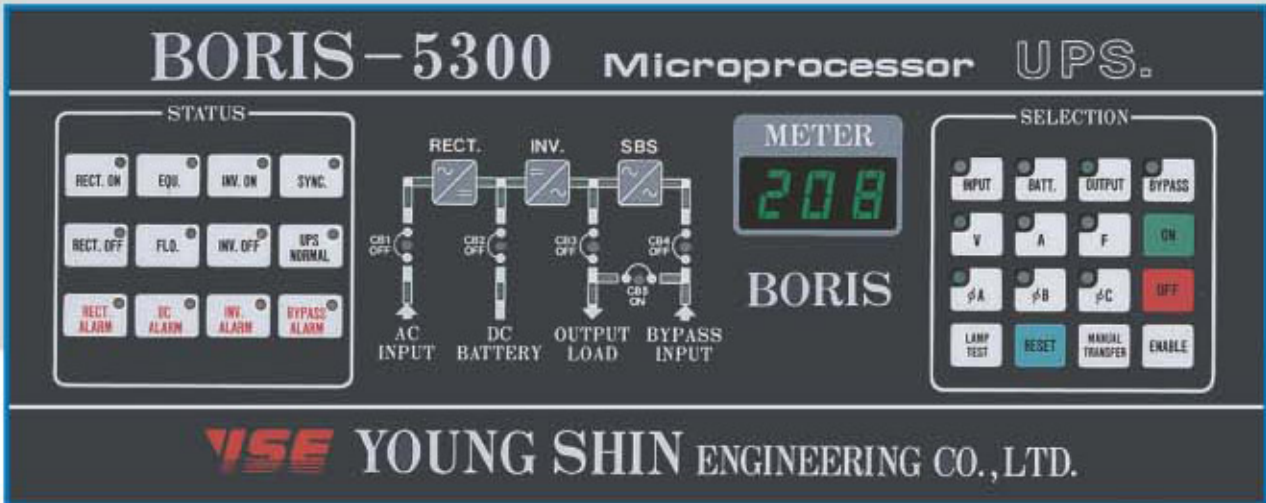 BORIS-5300 Microprocessor UPS.
STATUS
RECT. ON EQU. INV. ON SYNC.
RECT. OFF FLO. INV. OFF UPS NORMAL
RECT. ALARM DC ALARM INV. ALARM BYPASS ALARM
RECT. INV. SBS
CB1 OFF CB2 OFF CB3 OFF CB4 OFF
CB5 ON
AC INPUT DC BATTERY OUTPUT LOAD BYPASS INPUT
METER
208
BORIS
SELECTION
INPUT BATT. OUTPUT BYPASS
V A F ON
φA φB φC OFF
LAMP TEST RESET MANUAL TRANSFER ENABLE
YSE YOUNG SHIN ENGINEERING CO.,LTD.